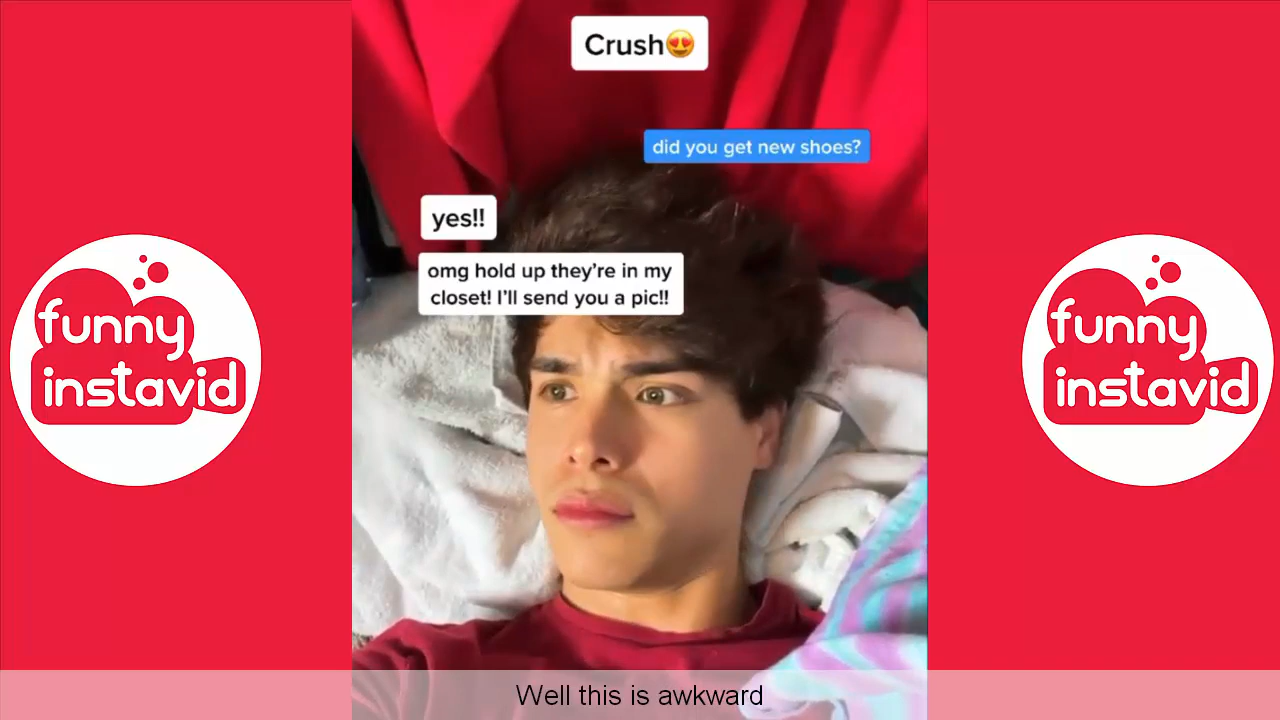 Crush😍
did you get new shoes?
yes!!
omg hold up they're in my
closet! I'll send you a pic!!
funny
instavid
funny
instavid
Well this is awkward